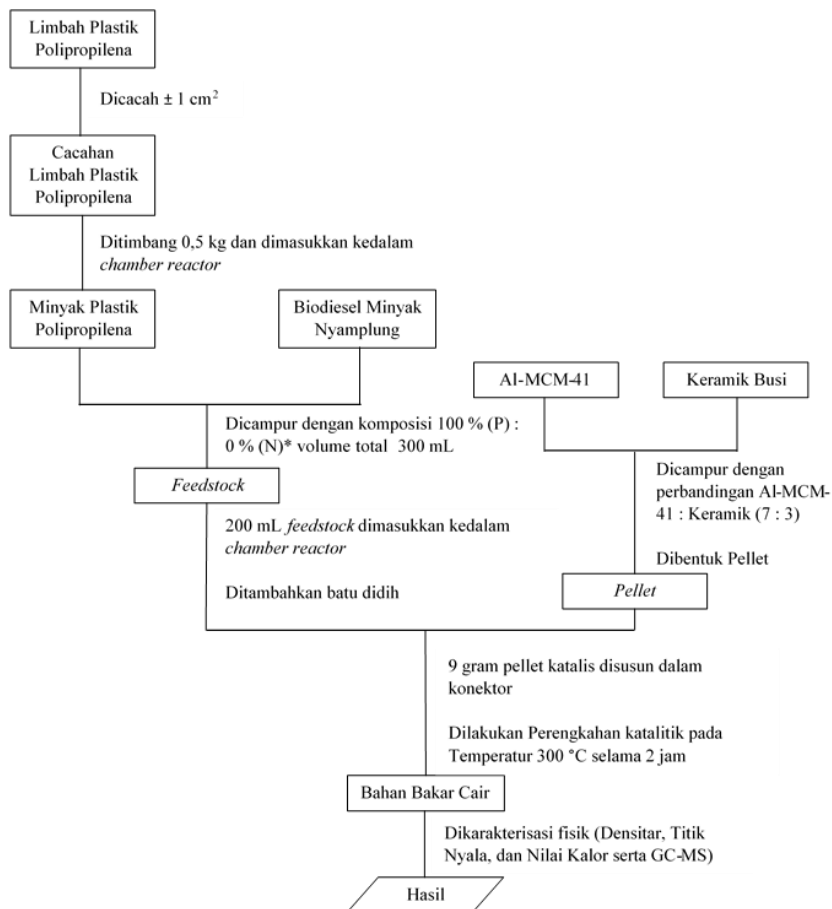 Limbah Plastik
Polipropilena
Dicacah ± 1 cm²
Cacahan
Limbah Plastik
Polipropilena
Ditimbang 0,5 kg dan dimasukkan kedalam
chamber reactor
Minyak Plastik
Polipropilena
Biodiesel Minyak
Nyamplung
Al-MCM-41
Keramik Busi
Dicampur dengan komposisi 100 % (P) :
0 % (N)* volume total 300 mL
Dicampur dengan
perbandingan Al-MCM-
41 : Keramik (7 : 3)
Feedstock
200 mL feedstock dimasukkan kedalam
chamber reactor
Ditambahkan batu didih
Dibentuk Pellet
Pellet
9 gram pellet katalis disusun dalam
konektor
Dilakukan Perengkahan katalitik pada
Temperatur 300 °C selama 2 jam
Bahan Bakar Cair
Dikarakterisasi fisik (Densitar, Titik
Nyala, dan Nilai Kalor serta GC-MS)
Hasil